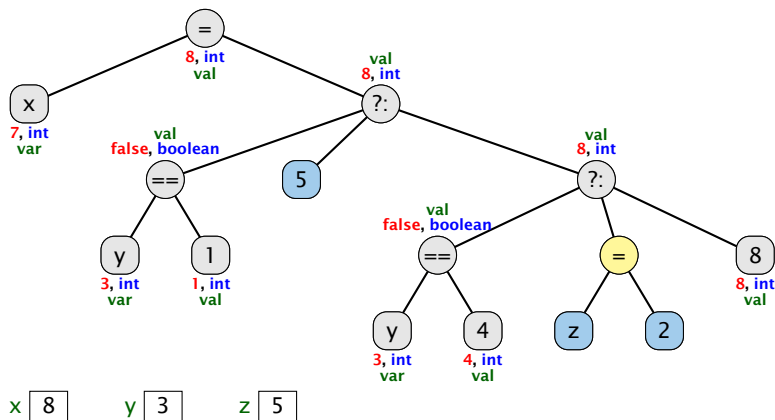 =
8, int
val
val
8, int
?:
x
7, int
var
val
false, boolean
==
5
val
8, int
?:
y
3, int
var
1
1, int
val
val
false, boolean
==
=
8
8, int
val
y
3, int
var
4
4, int
val
z
2
x 8 y 3 z 5